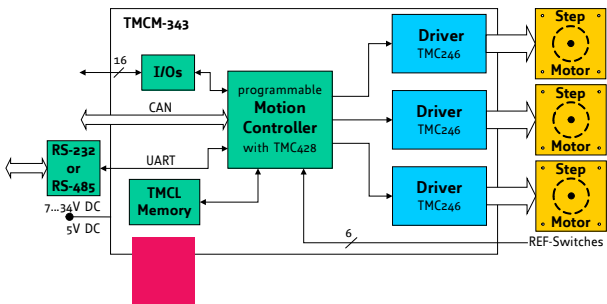 TMCM-343
16
I/Os
CAN
programmable
Motion
Controller
with TMC428
Driver
TMC246
Step
Motor
Driver
TMC246
Step
Motor
Driver
TMC246
Step
Motor
RS-232
or
RS-485
UART
TMCL
Memory
7...34V DC
5V DC
6
REF-Switches